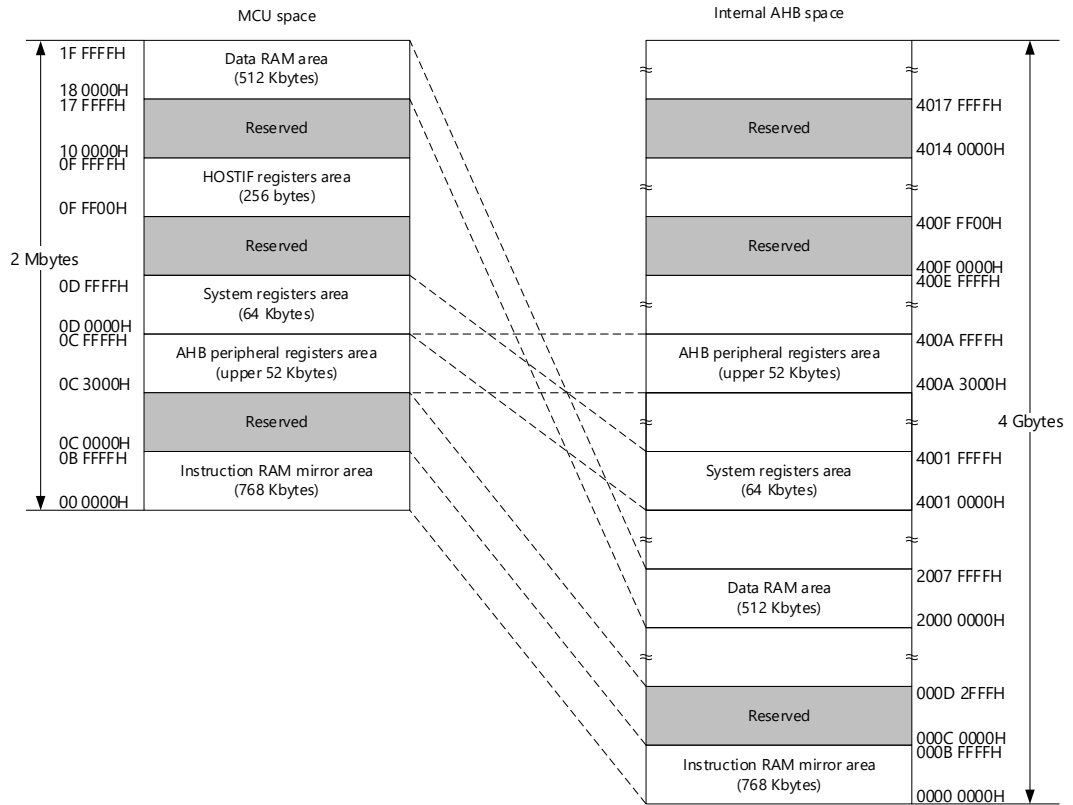 MCU space
1F FFFFH
Data RAM area
(512 Kbytes)
18 0000H
17 FFFFH
Reserved
10 0000H
0F FFFFH
HOSTIF registers area
(256 bytes)
0F FF00H
Reserved
2 Mbytes
0D FFFFH
System registers area
(64 Kbytes)
0D 0000H
0C FFFFH
AHB peripheral registers area
(upper 52 Kbytes)
0C 3000H
Reserved
0C 0000H
0B FFFFH
Instruction RAM mirror area
(768 Kbytes)
00 0000H
Internal AHB space
4017 FFFFH
Reserved
4014 0000H
400F FF00H
Reserved
400F 0000H
400E FFFFH
400A FFFFH
AHB peripheral registers area
(upper 52 Kbytes)
400A 3000H
4 Gbytes
4001 FFFFH
System registers area
(64 Kbytes)
4001 0000H
2007 FFFFH
Data RAM area
(512 Kbytes)
2000 0000H
000D 2FFFH
Reserved
000C 0000H
000B FFFFH
Instruction RAM mirror area
(768 Kbytes)
0000 0000H